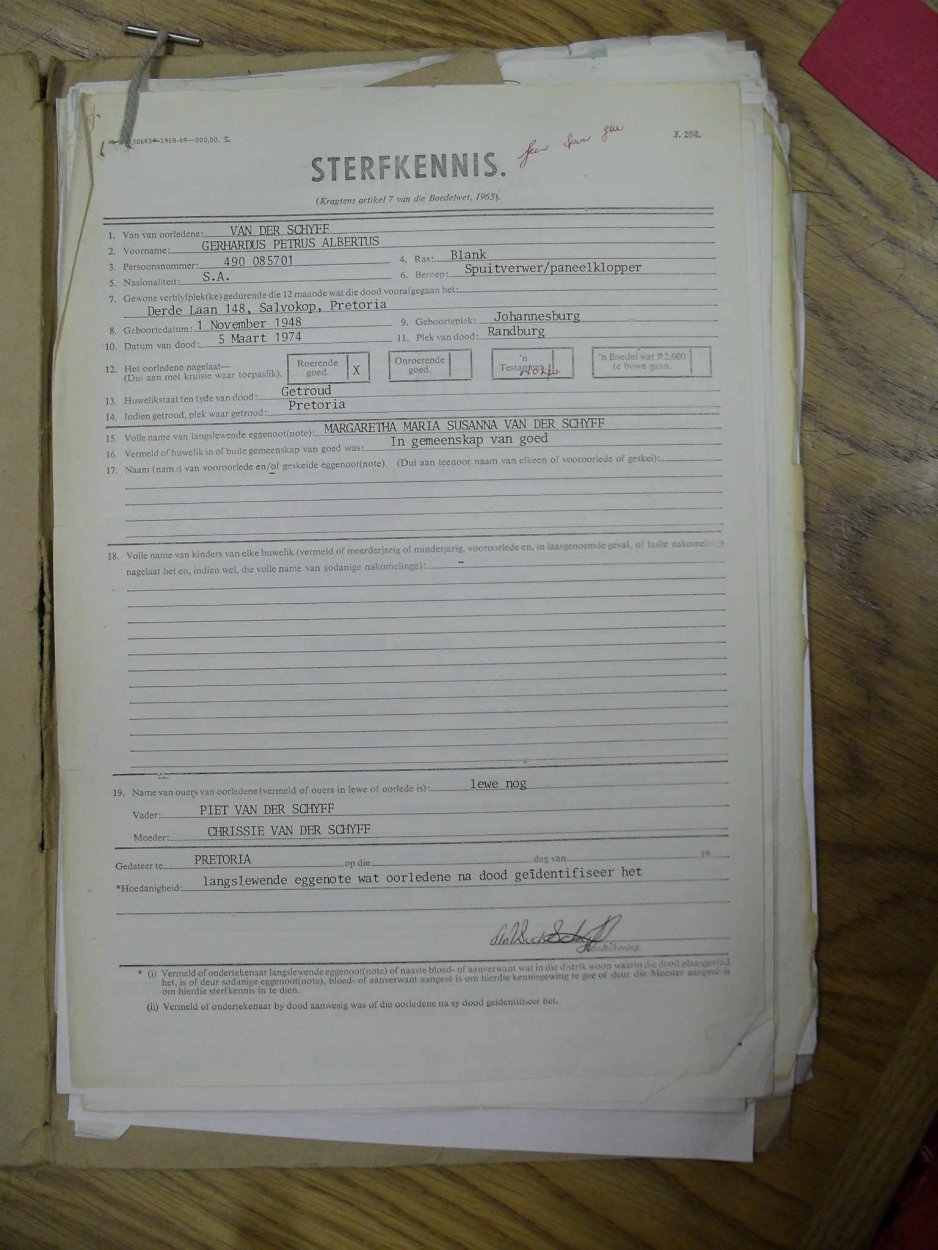 1968-69—300,00. S.
J. 294.
STERFKENNIS.
(Kragtens artikel 7 van die Boedelwet, 1965).
1. Van van oorledene: VAN DER SCHYFF
2. Voorname: GERHARDUS PETRUS ALBERTUS
3. Persoonsnommer: 490 085701 4. Ras: Blank
5. Nasionaliteit: S.A. 6. Beroep: Spuitverwer/paneelklopper
7. Gewone verblyfplek(ke) gedurende die 12 maande wat die dood voorafgegaan het:
Derde Laan 148, Salvokop, Pretoria
8. Geboortedatum: 1 November 1948 9. Geboorteplek: Johannesburg
10. Datum van dood: 5 Maart 1974 11. Plek van dood: Randburg
12. Het oorledene nagelaat— (Dui aan met kruisie waar toepaslik). Roerende goed. X Onroerende goed. 'n Testament 'n Boedel wat R2,600 te bowe gaan.
13. Huwelikstaat ten tyde van dood: Getroud
14. Indien getroud, plek waar getroud: Pretoria
15. Volle name van langslewende eggenoot(note): MARGARETHA MARIA SUSANNA VAN DER SCHYFF
16. Vermeld of huwelik in of buite gemeenskap van goed was: In gemeenskap van goed
17. Naam (name) van vooroorlede en/of geskeide eggenoot(note). (Dui aan teenoor naam van elkeen of vooroorlede of geskei):
18. Volle name van kinders van elke huwelik (vermeld of meerderjarig of minderjarig, vooroorlede en, in laasgenoemde geval, of hulle nakomelinge
nagelaat het en, indien wel, die volle name van sodanige nakomelinge): -
19. Name van ouers van oorledene (vermeld of ouers in lewe of oorlede is): lewe nog
Vader: PIET VAN DER SCHYFF
Moeder: CHRISSIE VAN DER SCHYFF
Gedateer te PRETORIA op die dag van 19
*Hoedanigheid: langslewende eggenote wat oorledene na dood geïdentifiseer het
Handtekening.
* (i) Vermeld of ondertekenaar langslewende eggenoot(note) of naaste bloed- of aanverwant wat in die distrik woon waarin die dood plaasgevind
het, is of deur sodanige eggenoot(note), bloed- of aanverwant aangesê is om hierdie kennisgewing te gee of deur die Meester aangesê is
om hierdie sterfkennis in te dien.
(ii) Vermeld of ondertekenaar by dood aanwesig was of die oorledene na sy dood geïdentifiseer het.